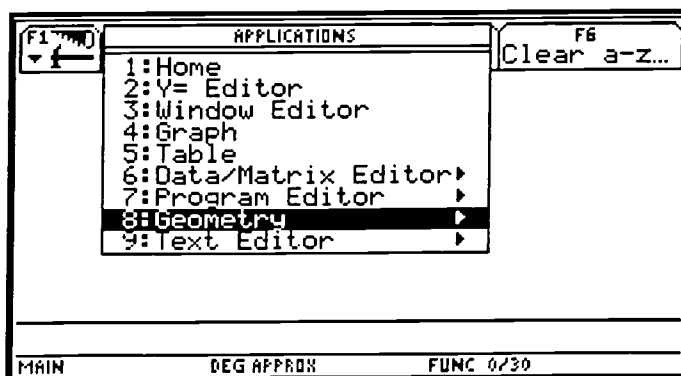 F1
APPLICATIONS
F6
Clear a-z…
1:Home
2:Y= Editor
3:Window Editor
4:Graph
5:Table
6:Data/Matrix Editor▶
7:Program Editor ▶
8:Geometry ▶
9:Text Editor ▶
MAIN DEG APPROX FUNC 0/30